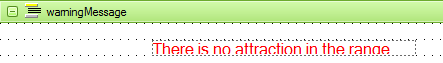 warningMessage
There is no attraction in the range